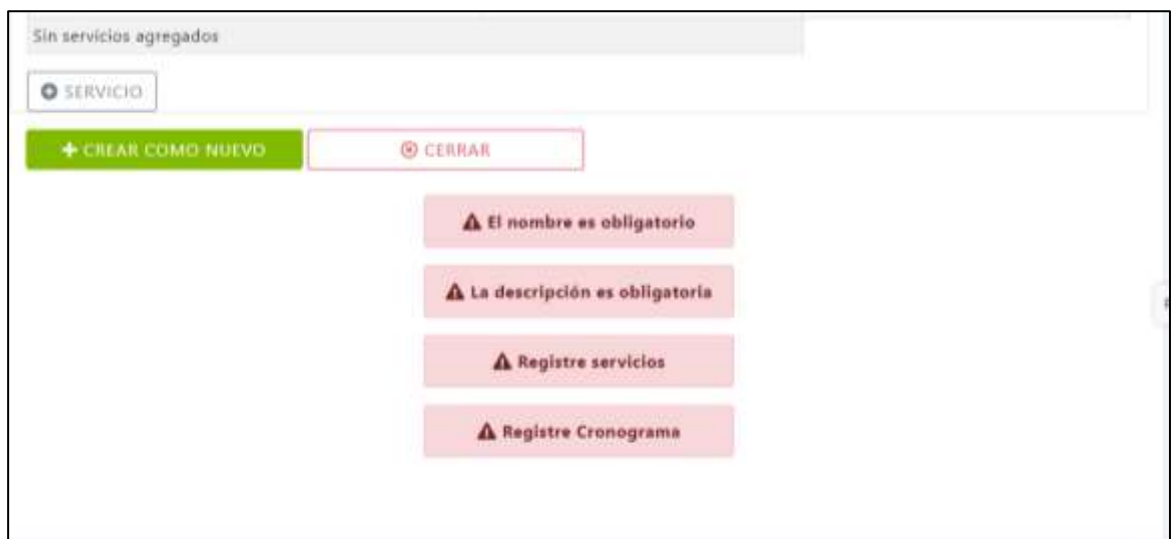 Sin servicios agregados
SERVICIO
CREAR COMO NUEVO
CERRAR
El nombre es obligatorio
La descripción es obligatoria
Registre servicios
Registre Cronograma